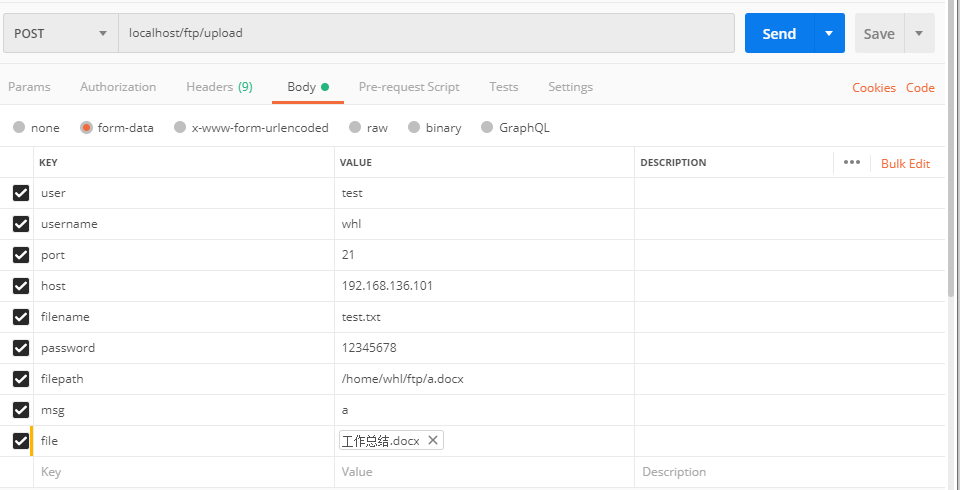 POST localhost/ftp/upload Send Save
Params Authorization Headers (9) Body Pre-request Script Tests Settings Cookies Code
none form-data x-www-form-urlencoded raw binary GraphQL
KEY VALUE DESCRIPTION ••• Bulk Edit
user test
username whl
port 21
host 192.168.136.101
filename test.txt
password 12345678
filepath /home/whl/ftp/a.docx
msg a
file 工作总结.docx
Key Value Description